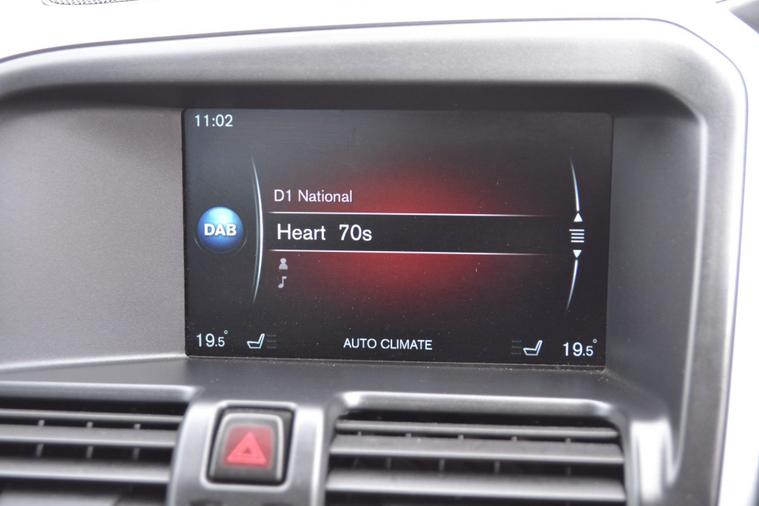 11:02
D1 National
DAB
Heart 70s
19.5°
AUTO CLIMATE
19.5°